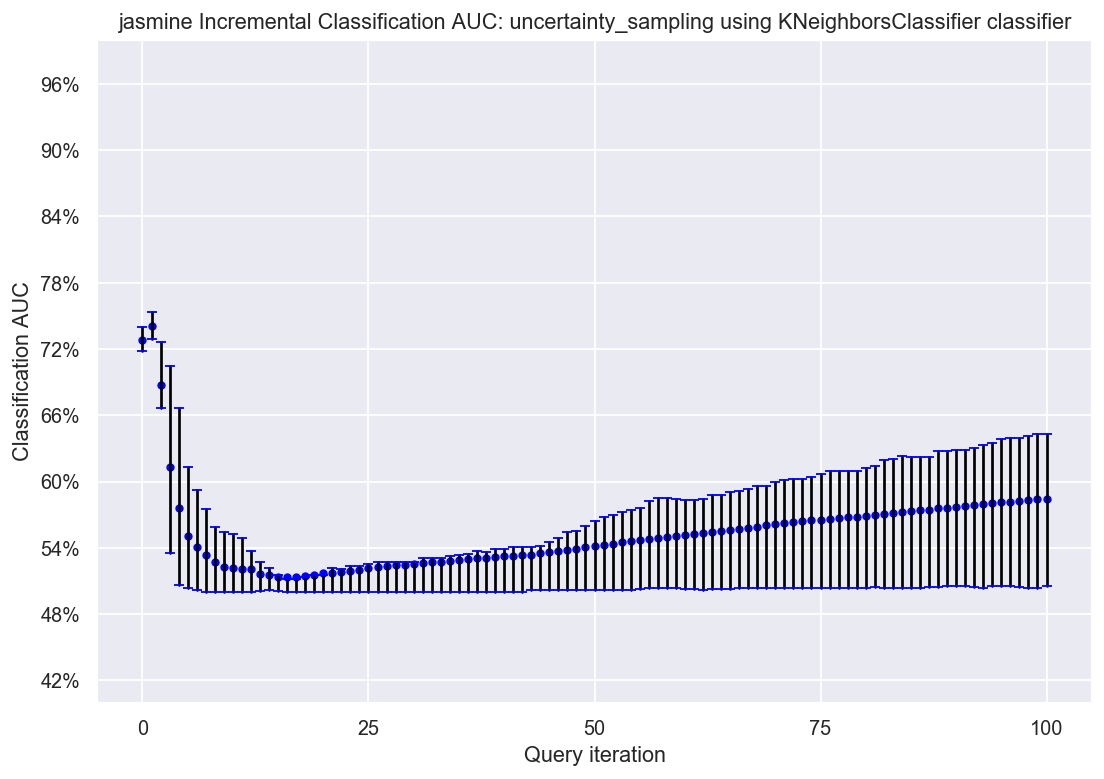 jasmine Incremental Classification AUC: uncertainty_sampling using KNeighborsClassifier classifier
96%
90%
84%
78%
72%
66%
60%
54%
48%
42%
Classification AUC
0 25 50 75 100
Query iteration